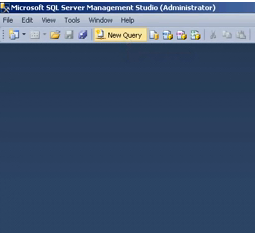 Microsoft SQL Server Management Studio (Administrator)
File Edit View Tools Window Help
New Query